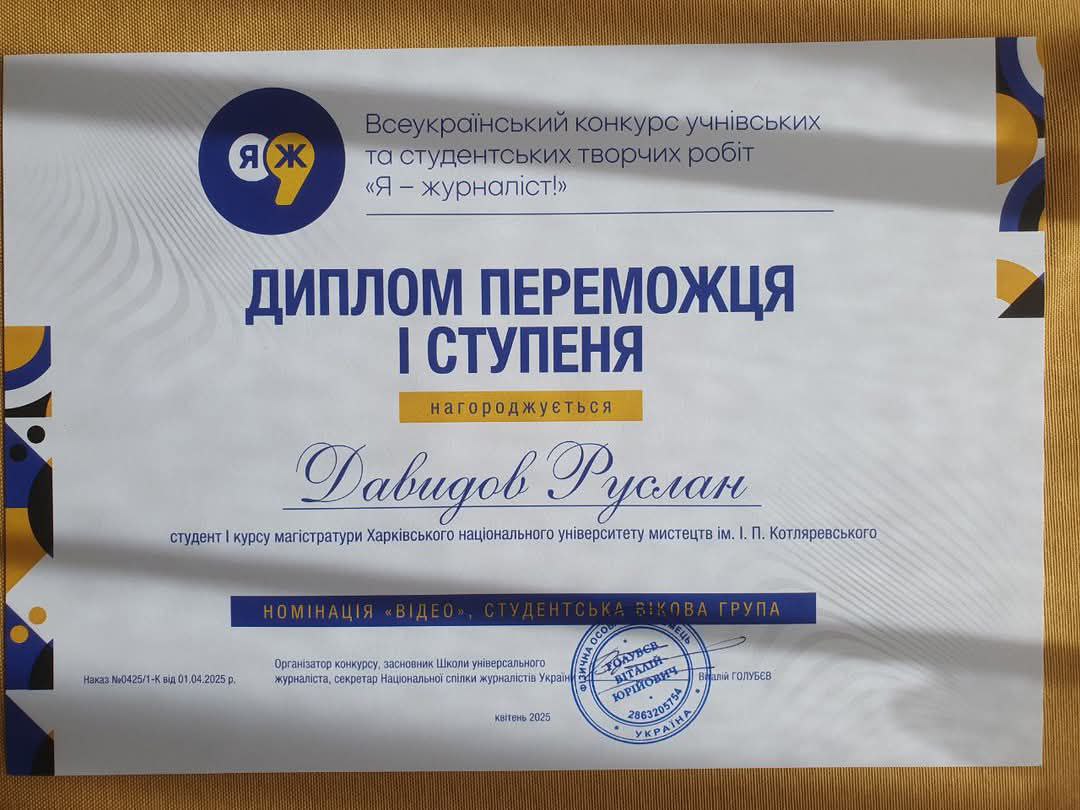 ЯЖ
Всеукраїнський конкурс учнівських
та студентських творчих робіт
«Я – журналіст!»
ДИПЛОМ ПЕРЕМОЖЦЯ
І СТУПЕНЯ
нагороджується
Давидов Руслан
студент І курсу магістратури Харківського національного університету мистецтв ім. І. П. Котляревського
НОМІНАЦІЯ «ВІДЕО», СТУДЕНТСЬКА ВІКОВА ГРУПА
Наказ №0425/1-К від 01.04.2025 р.
Організатор конкурсу, засновник Школи універсального
журналіста, секретар Національної спілки журналістів України
ФІЗИЧНА ОСОБА
ГОЛУБЄВ
ВІТАЛІЙ
ЮРІЙОВИЧ
2863205754
УКРАЇНА
Віталій ГОЛУБЄВ
квітень 2025